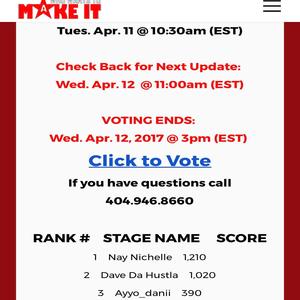 MAKE IT
Tues. Apr. 11 @ 10:30am (EST)
Check Back for Next Update:
Wed. Apr. 12 @ 11:00am (EST)
VOTING ENDS:
Wed. Apr. 12, 2017 @ 3pm (EST)
Click to Vote
If you have questions call
404.946.8660
RANK # STAGE NAME SCORE
1 Nay Nichelle 1,210
2 Dave Da Hustla 1,020
3 Ayyo_danii 390